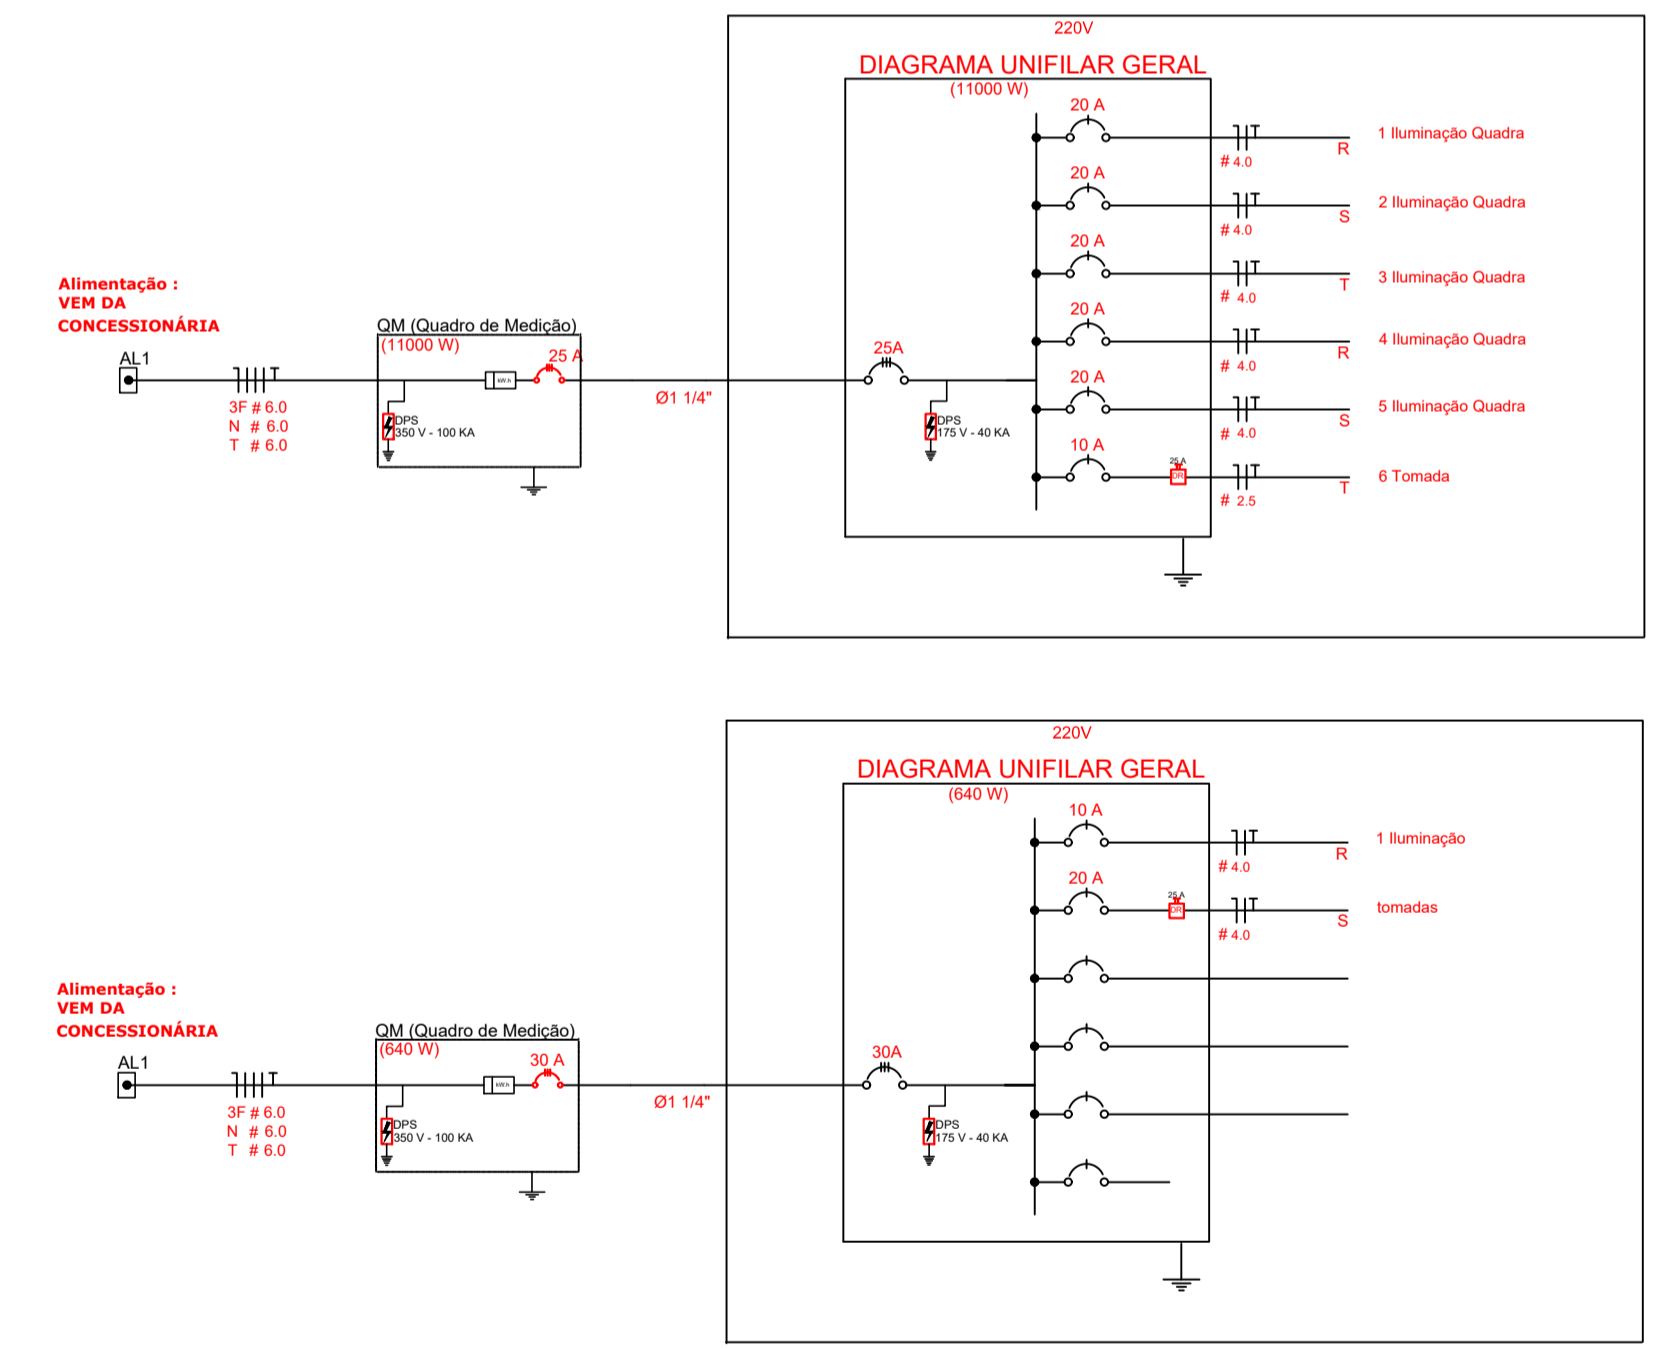 220V
DIAGRAMA UNIFILAR GERAL
(11000 W)
20 A
1 Iluminação Quadra
R
# 4.0
20 A
2 Iluminação Quadra
S
# 4.0
20 A
3 Iluminação Quadra
T
# 4.0
20 A
4 Iluminação Quadra
R
# 4.0
20 A
5 Iluminação Quadra
S
# 4.0
10 A
25 A
DR
6 Tomada
T
# 2.5
Alimentação :
VEM DA
CONCESSIONÁRIA
AL1
3F # 6.0
N # 6.0
T # 6.0
QM (Quadro de Medição)
(11000 W)
25 A
kW.h
DPS
350 V - 100 KA
Ø1 1/4"
25A
DPS
175 V - 40 KA
220V
DIAGRAMA UNIFILAR GERAL
(640 W)
10 A
1 Iluminação
R
# 4.0
20 A
25 A
DR
tomadas
S
# 4.0
Alimentação :
VEM DA
CONCESSIONÁRIA
AL1
3F # 6.0
N # 6.0
T # 6.0
QM (Quadro de Medição)
(640 W)
30 A
kW.h
DPS
350 V - 100 KA
Ø1 1/4"
30A
DPS
175 V - 40 KA